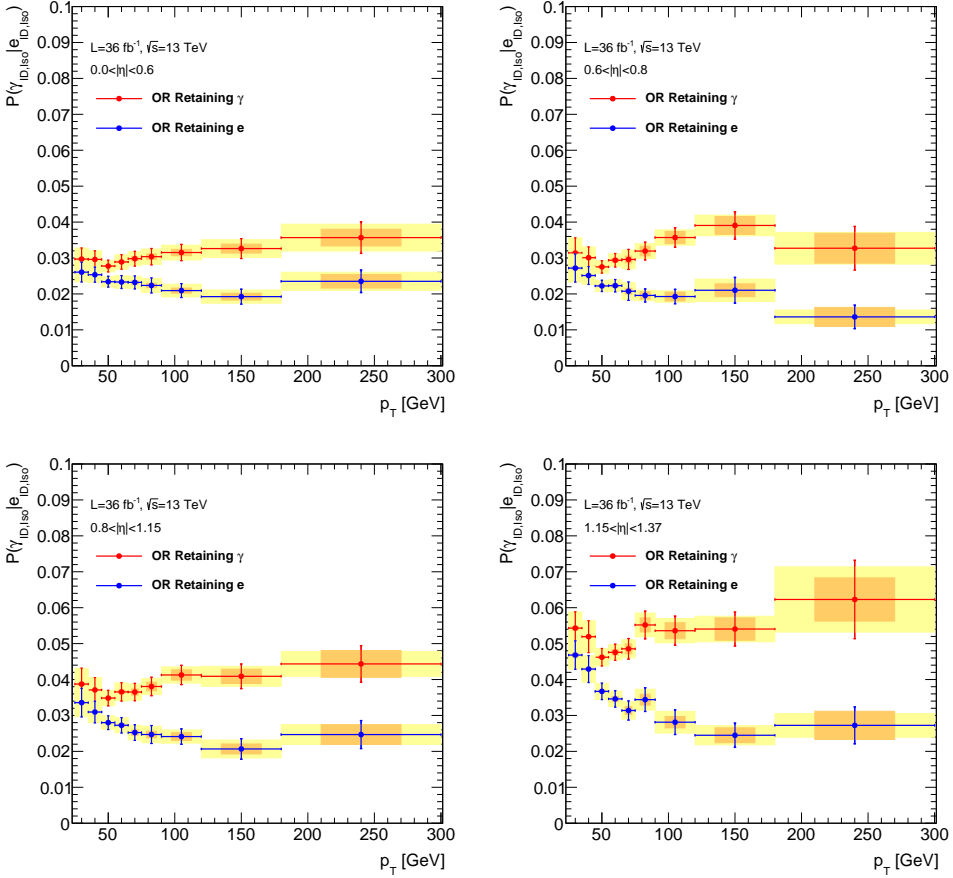 P(γ_ID,Iso|e_ID,Iso)
L=36 fb⁻¹, √s=13 TeV
0.0<|η|<0.6
OR Retaining γ
OR Retaining e
0.1
0.09
0.08
0.07
0.06
0.05
0.04
0.03
0.02
0.01
0
50 100 150 200 250 300
p_T [GeV]
P(γ_ID,Iso|e_ID,Iso)
L=36 fb⁻¹, √s=13 TeV
0.6<|η|<0.8
OR Retaining γ
OR Retaining e
0.1
0.09
0.08
0.07
0.06
0.05
0.04
0.03
0.02
0.01
0
50 100 150 200 250 300
p_T [GeV]
P(γ_ID,Iso|e_ID,Iso)
L=36 fb⁻¹, √s=13 TeV
0.8<|η|<1.15
OR Retaining γ
OR Retaining e
0.1
0.09
0.08
0.07
0.06
0.05
0.04
0.03
0.02
0.01
0
50 100 150 200 250 300
p_T [GeV]
P(γ_ID,Iso|e_ID,Iso)
L=36 fb⁻¹, √s=13 TeV
1.15<|η|<1.37
OR Retaining γ
OR Retaining e
0.1
0.09
0.08
0.07
0.06
0.05
0.04
0.03
0.02
0.01
0
50 100 150 200 250 300
p_T [GeV]